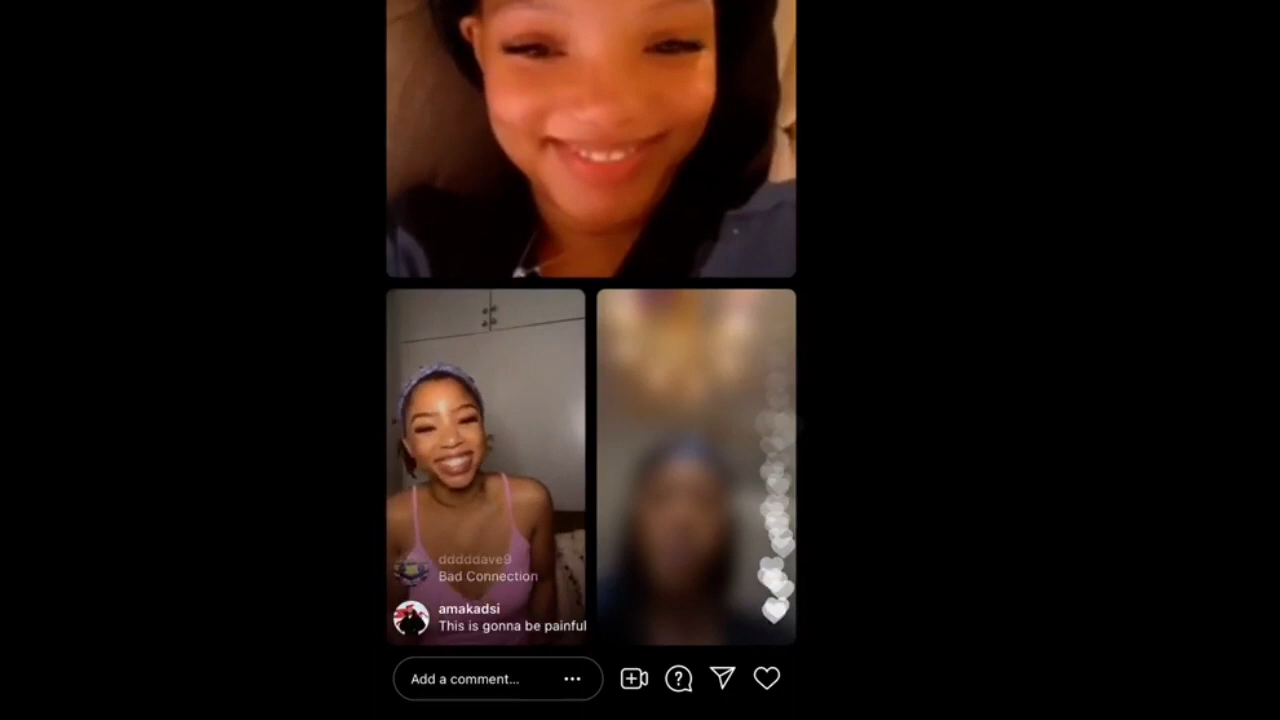 dddddave9
Bad Connection
amakadsi
This is gonna be painful
Add a comment...